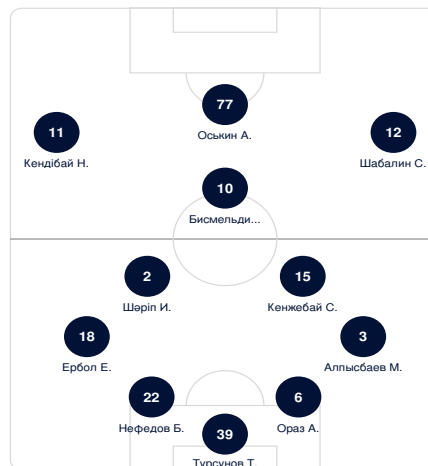 77
Оськин А.
11
Кендібай Н.
12
Шабалин С.
10
Бисмельди...
2
Шәріп И.
15
Кенжебай С.
18
Ербол Е.
3
Алпысбаев М.
22
Нефедов Б.
6
Ораз А.
39
Турсунов Т.